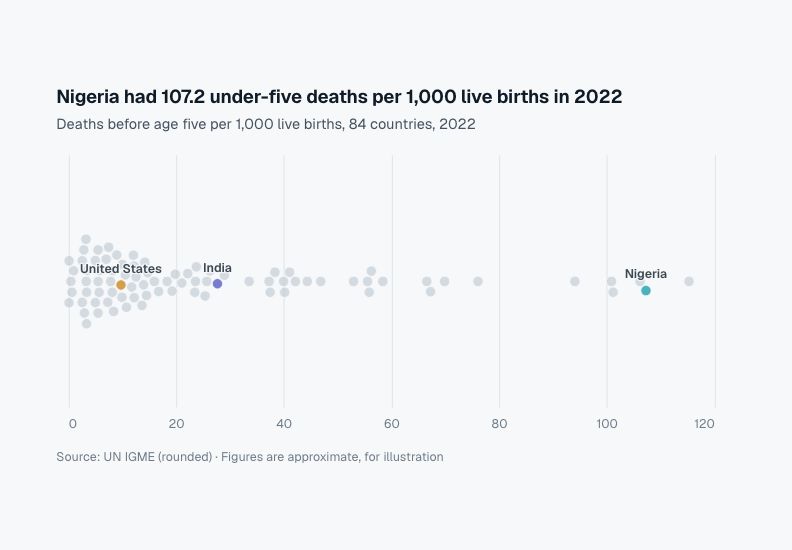 Nigeria had 107.2 under-five deaths per 1,000 live births in 2022
Deaths before age five per 1,000 live births, 84 countries, 2022
United States
India
Nigeria
0 20 40 60 80 100 120
Source: UN IGME (rounded) · Figures are approximate, for illustration